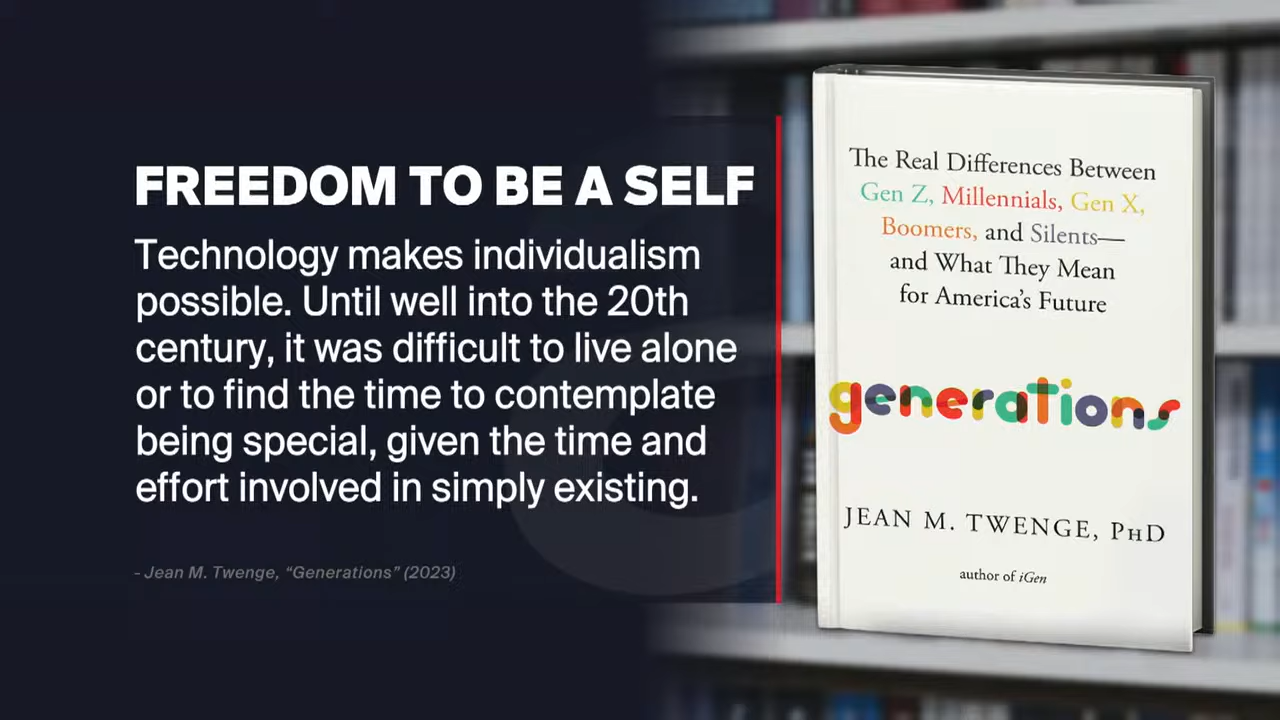 FREEDOM TO BE A SELF
Technology makes individualism
possible. Until well into the 20th
century, it was difficult to live alone
or to find the time to contemplate
being special, given the time and
effort involved in simply existing.
- Jean M. Twenge, “Generations” (2023)
The Real Differences Between
Gen Z, Millennials, Gen X,
Boomers, and Silents—
and What They Mean
for America’s Future
generations
JEAN M. TWENGE, PHD
author of iGen